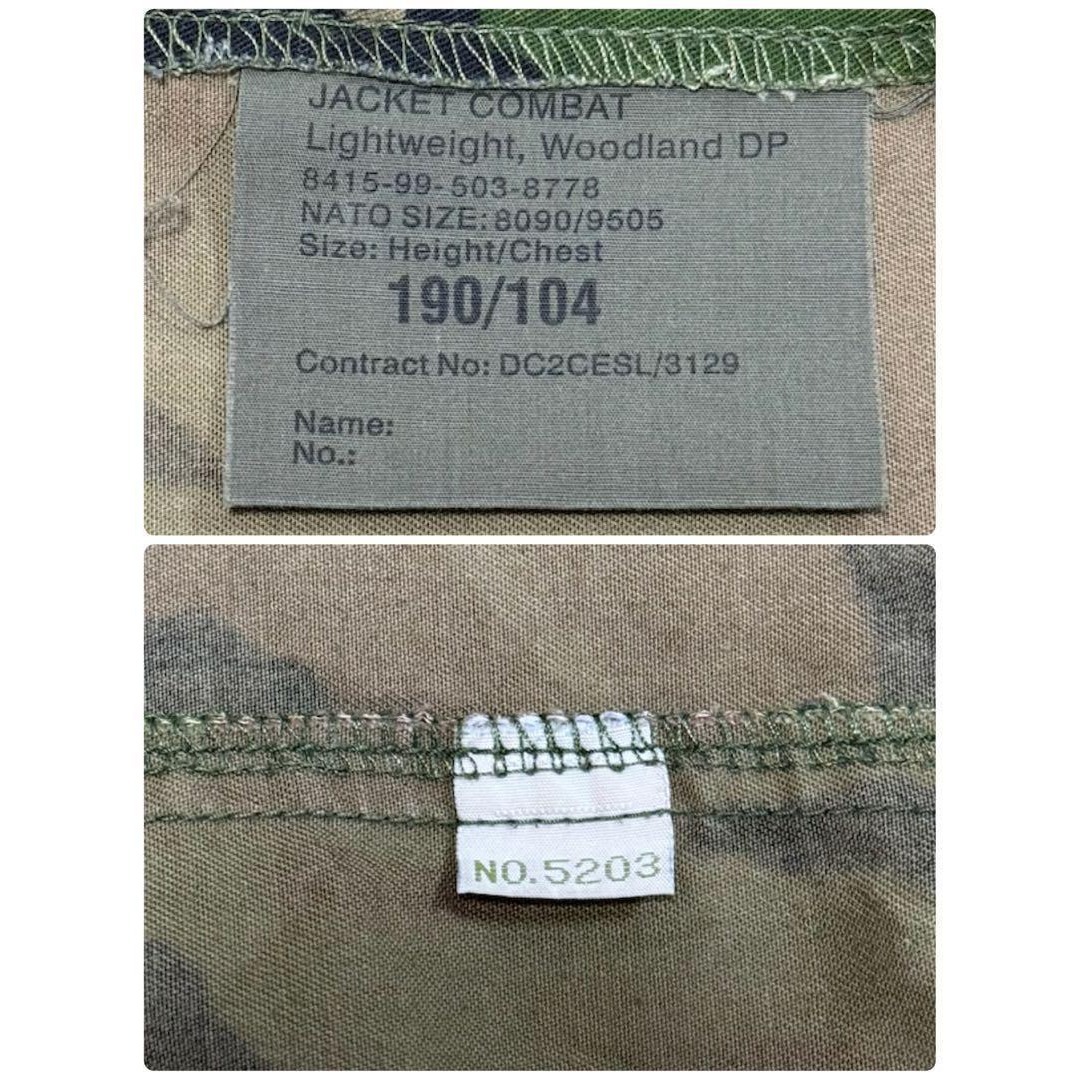 JACKET COMBAT
Lightweight, Woodland DP
8415-99-503-8778
NATO SIZE: 8090/9505
Size: Height/Chest
190/104
Contract No: DC2CESL/3129
Name:
No.:
NO.5203